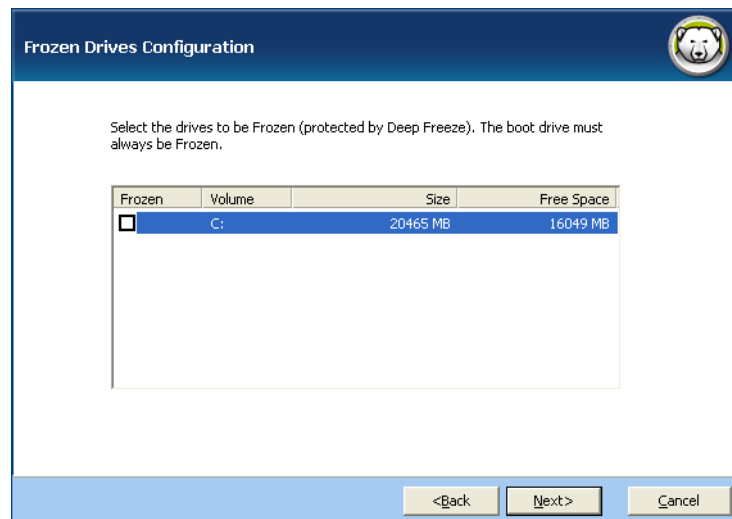 Frozen Drives Configuration
Select the drives to be Frozen (protected by Deep Freeze). The boot drive must
always be Frozen.
Frozen Volume Size Free Space
C: 20465 MB 16049 MB
<Back Next> Cancel